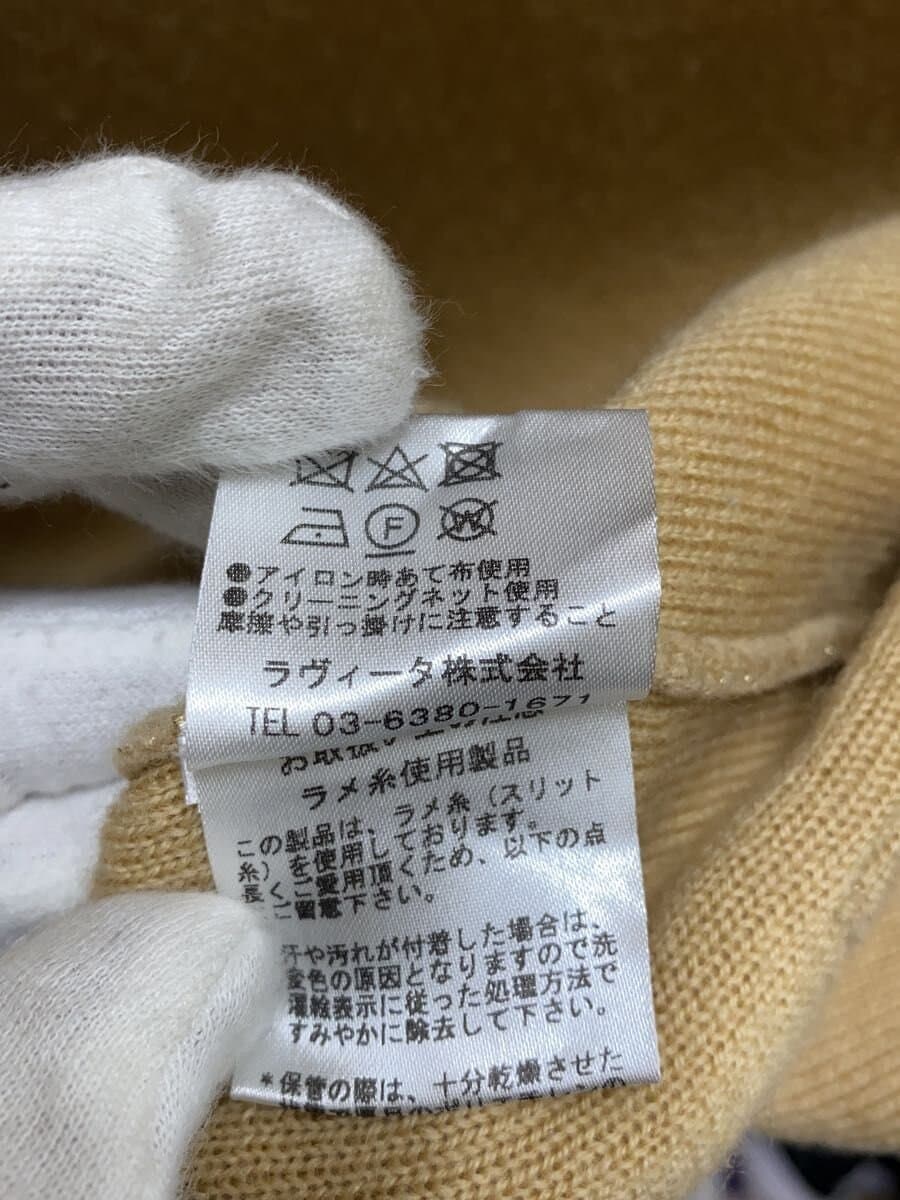 F
W
●アイロン時あて布使用
●クリーニングネット使用
摩擦や引っ掛けに注意すること
ラヴィータ株式会社
TEL 03-6380-1671
お取扱い上の注意
ラメ糸使用製品
この製品は、ラメ糸(スリット
糸)を使用しております。
長くご愛用頂くため、以下の点
ご留意下さい。
汗や汚れが付着した場合は、
変色の原因となりますので洗
濯絵表示に従った処理方法で
すみやかに除去して下さい。
*保管の際は、十分乾燥させた